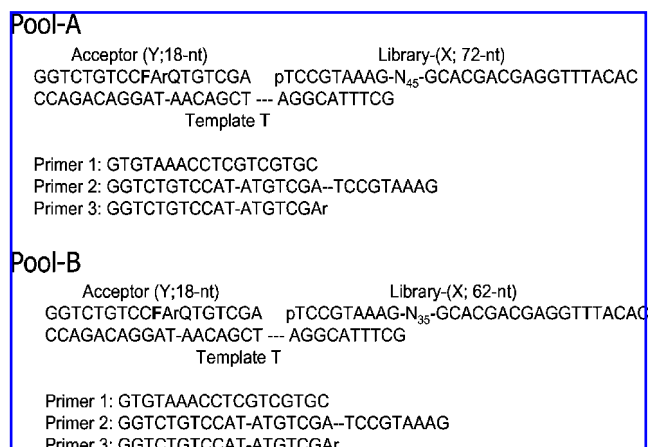 Pool-A
Acceptor (Y;18-nt) Library-(X; 72-nt)
GGTCTGTCCFArQTGTCGA pTCCGTAAAG-N45-GCACGACGAGGTTTACAC
CCAGACAGGAT-AACAGCT --- AGGCATTTCG
Template T
Primer 1: GTGTAAACCTCGTCGTGC
Primer 2: GGTCTGTCCAT-ATGTCGA--TCCGTAAAG
Primer 3: GGTCTGTCCAT-ATGTCGAr
Pool-B
Acceptor (Y;18-nt) Library-(X; 62-nt)
GGTCTGTCCFArQTGTCGA pTCCGTAAAG-N35-GCACGACGAGGTTTACAC
CCAGACAGGAT-AACAGCT --- AGGCATTTCG
Template T
Primer 1: GTGTAAACCTCGTCGTGC
Primer 2: GGTCTGTCCAT-ATGTCGA--TCCGTAAAG
Primer 3: GGTCTGTCCAT-ATGTCGAr